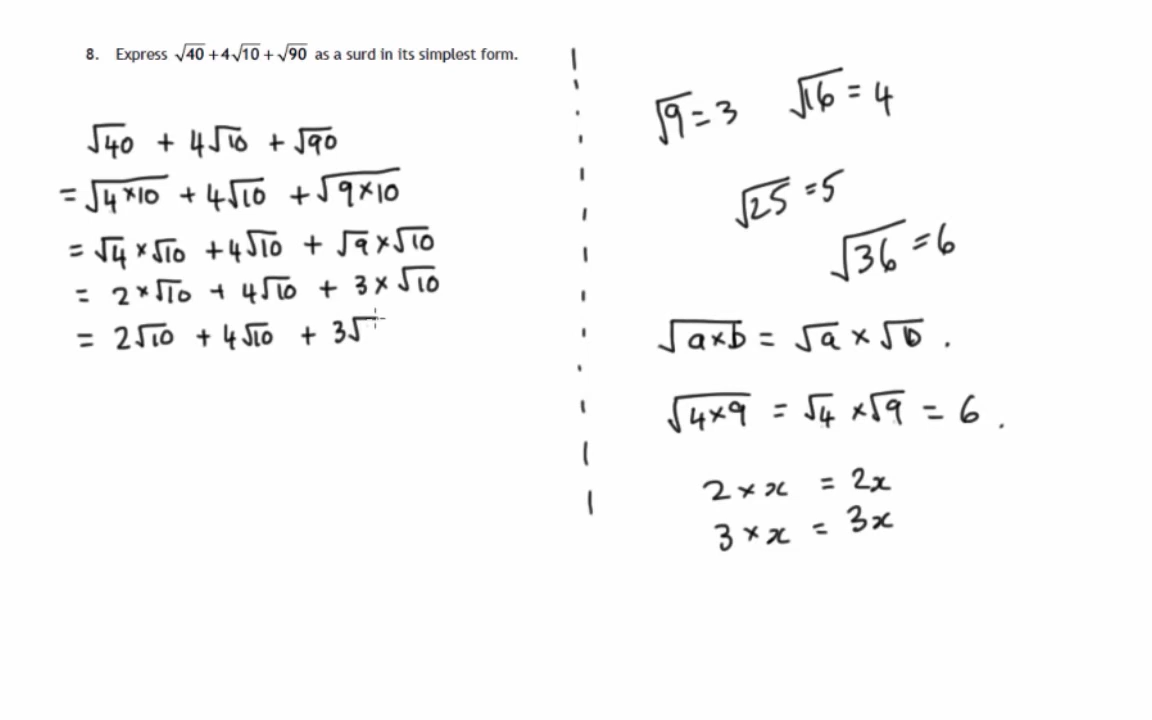 8. Express √40 + 4√10 + √90 as a surd in its simplest form.
√40 + 4√10 + √90
= √4×10 + 4√10 + √9×10
= √4 × √10 + 4√10 + √9 × √10
= 2 × √10 + 4√10 + 3 × √10
= 2√10 + 4√10 + 3√
√9 = 3
√16 = 4
√25 = 5
√36 = 6
√a×b = √a × √b .
√4×9 = √4 × √9 = 6 .
2 × x = 2x
3 × x = 3x